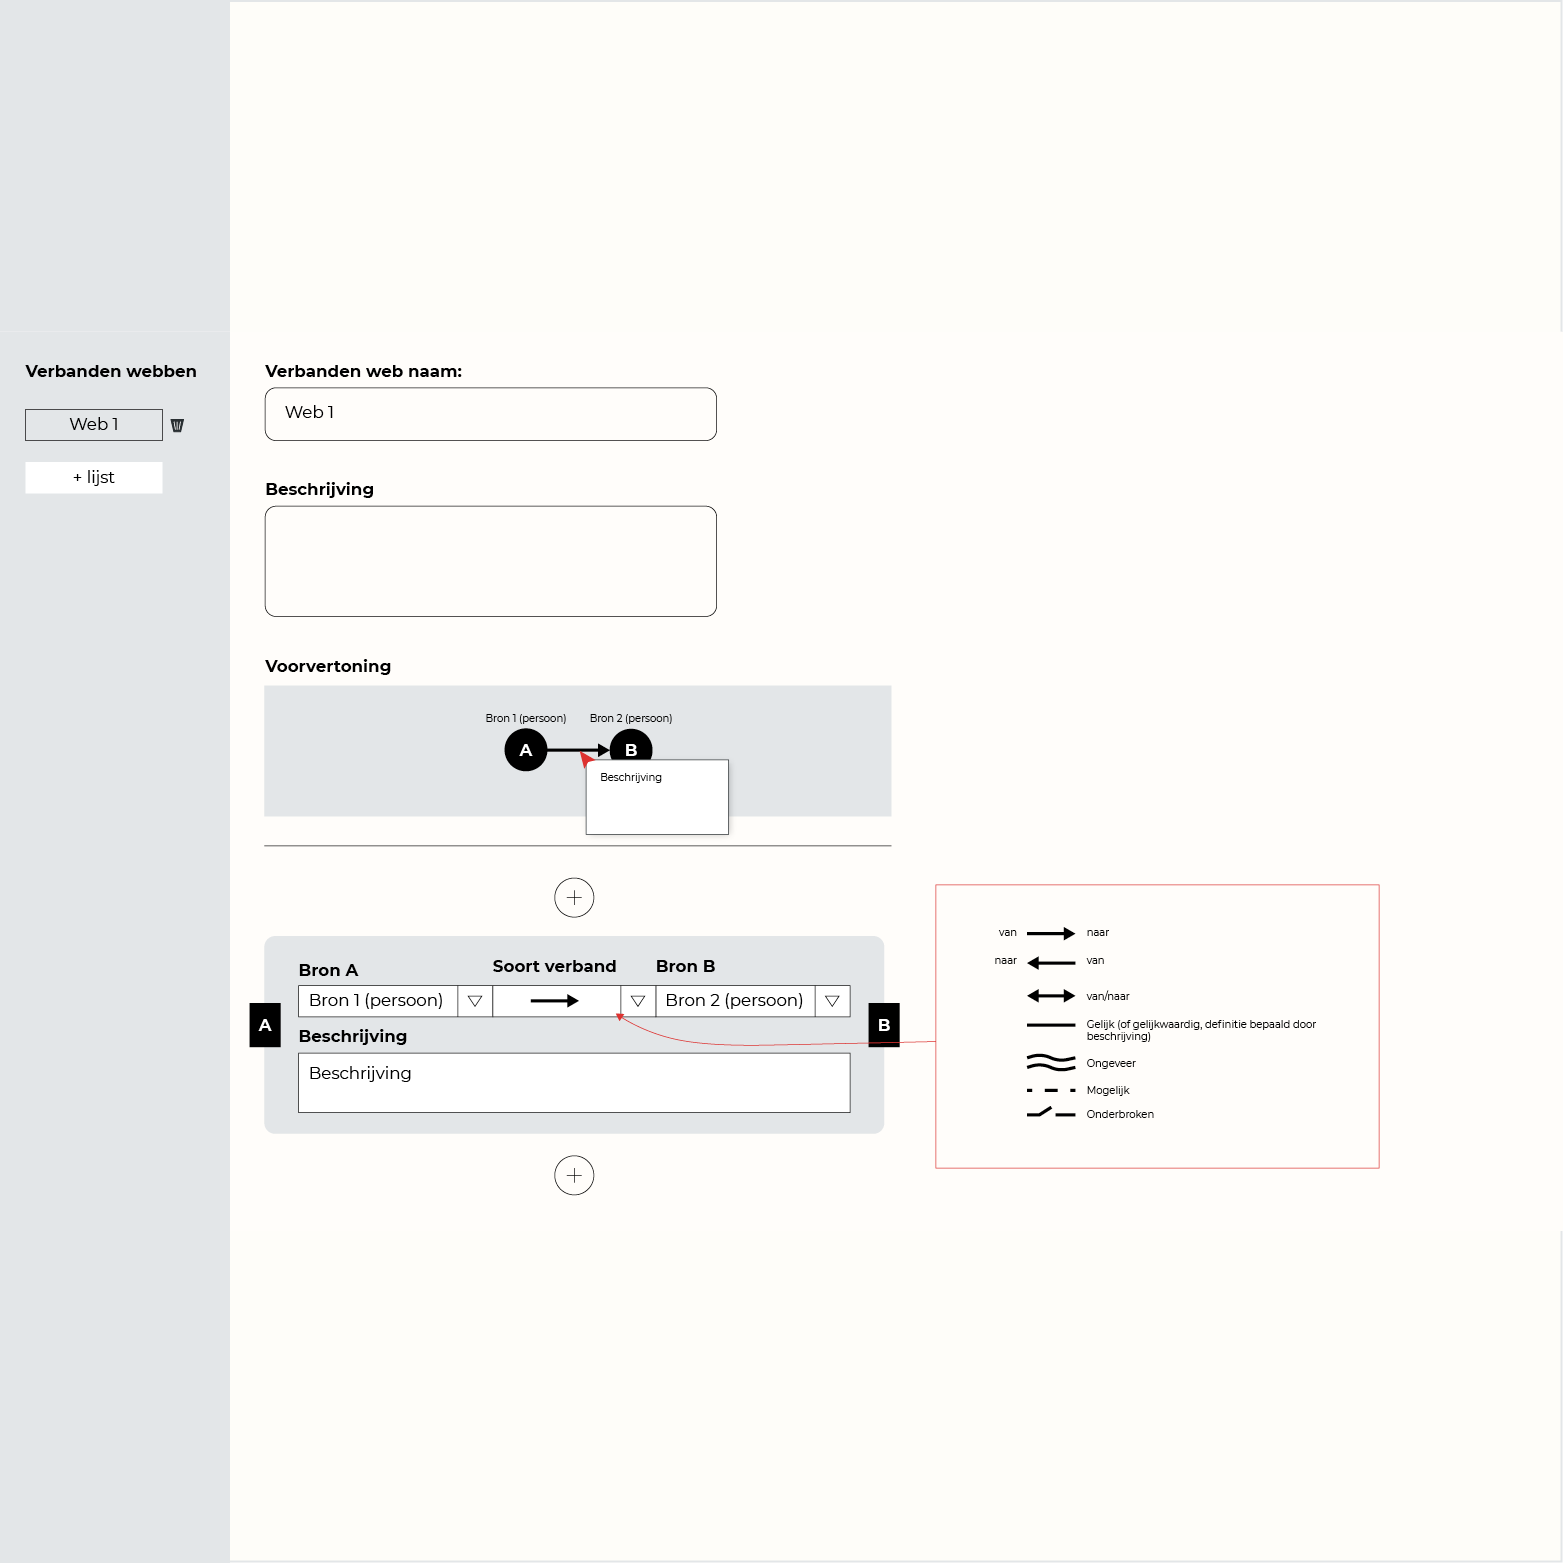 Verbanden webben
Web 1
+ lijst
Verbanden web naam:
Web 1
Beschrijving
Voorvertoning
Bron 1 (persoon)
Bron 2 (persoon)
A
B
Beschrijving
Bron A
Soort verband
Bron B
Bron 1 (persoon)
Bron 2 (persoon)
A
B
Beschrijving
Beschrijving
van
naar
naar
van
van/naar
Gelijk (of gelijkwaardig, definitie bepaald door
beschrijving)
Ongeveer
Mogelijk
Onderbroken